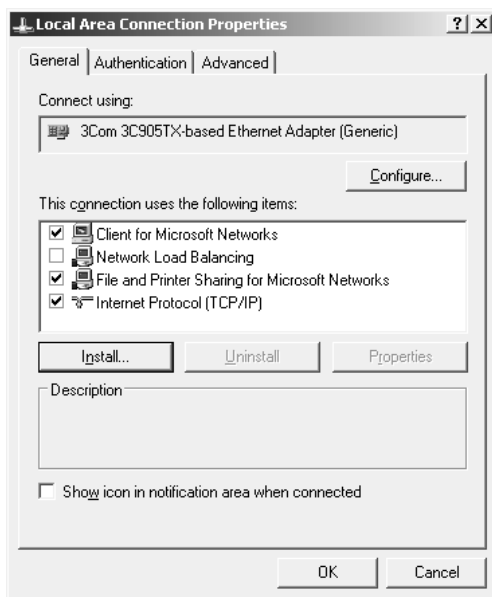 Local Area Connection Properties
General Authentication Advanced
Connect using:
3Com 3C905TX-based Ethernet Adapter (Generic)
Configure...
This connection uses the following items:
Client for Microsoft Networks
Network Load Balancing
File and Printer Sharing for Microsoft Networks
Internet Protocol (TCP/IP)
Install... Uninstall Properties
Description
Show icon in notification area when connected
OK Cancel